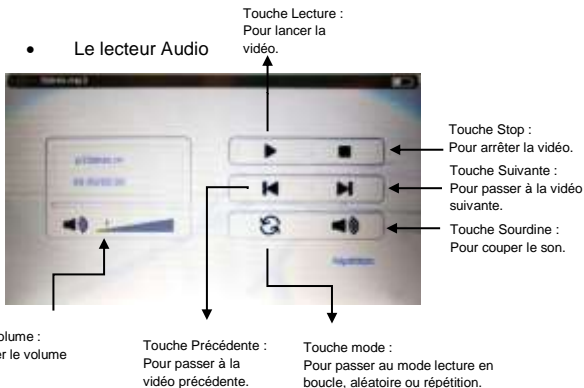 Touche Lecture :
Pour lancer la
vidéo.
• Le lecteur Audio
Touche Stop :
Pour arrêter la vidéo.
Touche Suivante :
Pour passer à la vidéo
suivante.
Touche Sourdine :
Pour couper le son.
olume :
er le volume
Touche Précédente :
Pour passer à la
vidéo précédente.
Touche mode :
Pour passer au mode lecture en
boucle, aléatoire ou répétition.